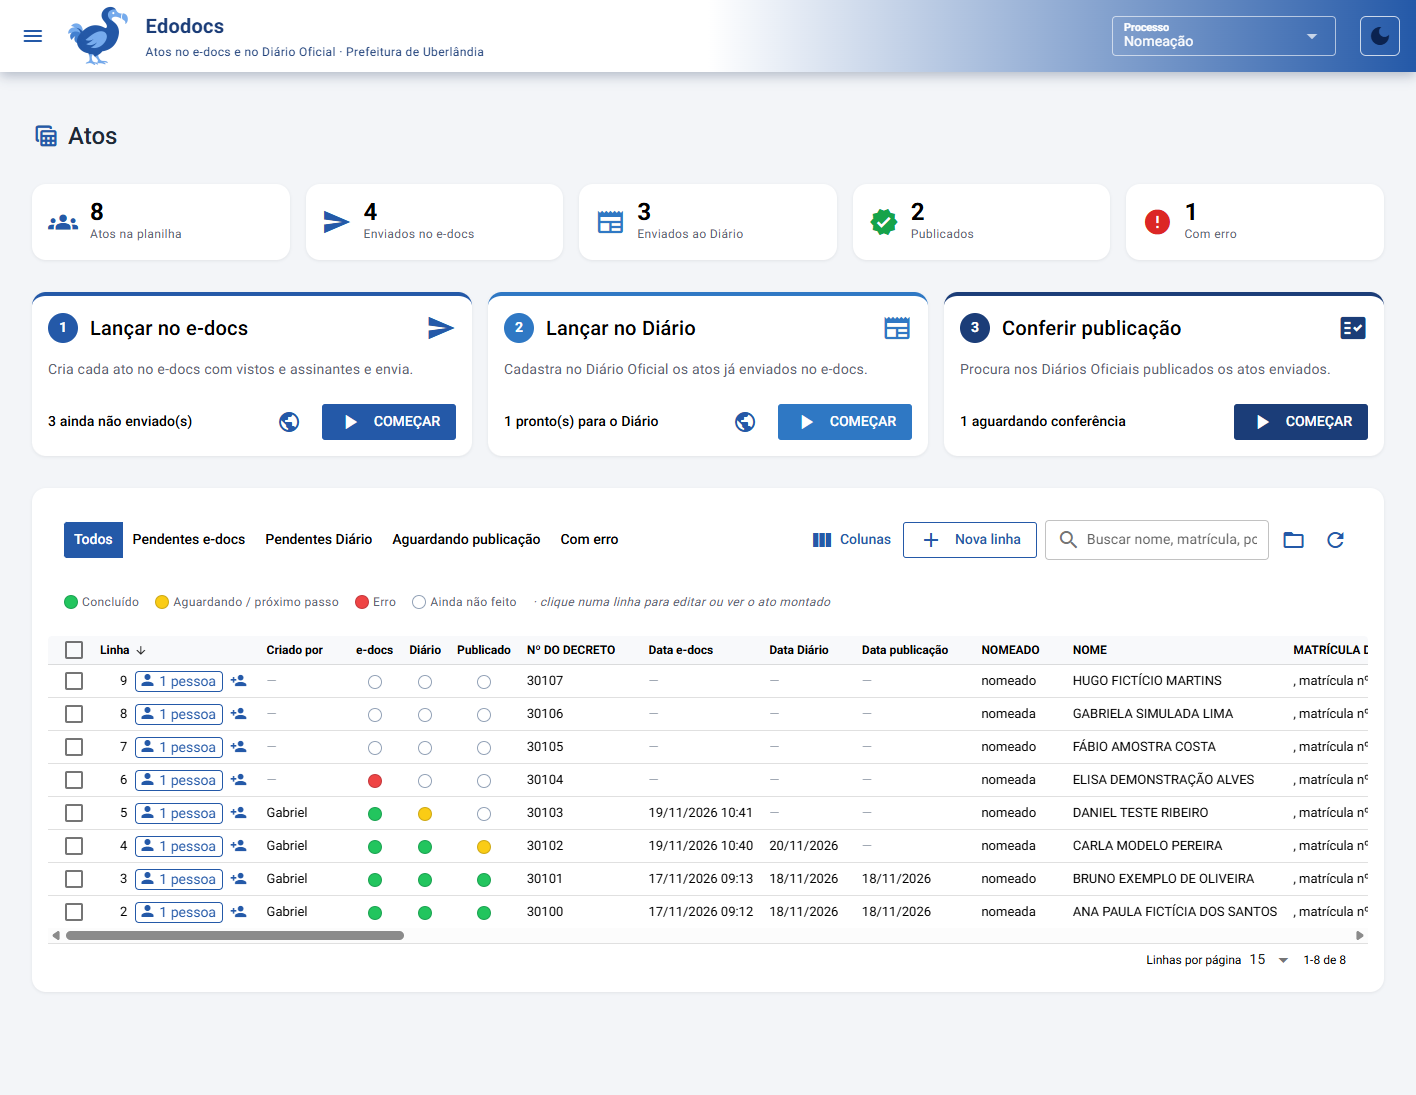 Edodocs
Atos no e-docs e no Diário Oficial · Prefeitura de Uberlândia
Processo
Nomeação
Atos
8
Atos na planilha
4
Enviados no e-docs
3
Enviados ao Diário
2
Publicados
1
Com erro
1 Lançar no e-docs
Cria cada ato no e-docs com vistos e assinantes e envia.
3 ainda não enviado(s) COMEÇAR
2 Lançar no Diário
Cadastra no Diário Oficial os atos já enviados no e-docs.
1 pronto(s) para o Diário COMEÇAR
3 Conferir publicação
Procura nos Diários Oficiais publicados os atos enviados.
1 aguardando conferência COMEÇAR
Todos Pendentes e-docs Pendentes Diário Aguardando publicação Com erro Colunas + Nova linha Buscar nome, matrícula, pc
Concluído Aguardando / próximo passo Erro Ainda não feito · clique numa linha para editar ou ver o ato montado
Linha ↓ Criado por e-docs Diário Publicado Nº DO DECRETO Data e-docs Data Diário Data publicação NOMEADO NOME MATRÍCULA D
9 1 pessoa — 30107 — — — nomeado HUGO FICTÍCIO MARTINS , matrícula nº
8 1 pessoa — 30106 — — — nomeada GABRIELA SIMULADA LIMA , matrícula nº
7 1 pessoa — 30105 — — — nomeado FÁBIO AMOSTRA COSTA , matrícula nº
6 1 pessoa — 30104 — — — nomeada ELISA DEMONSTRAÇÃO ALVES , matrícula nº
5 1 pessoa Gabriel 30103 19/11/2026 10:41 — — nomeado DANIEL TESTE RIBEIRO , matrícula nº
4 1 pessoa Gabriel 30102 19/11/2026 10:40 20/11/2026 — nomeada CARLA MODELO PEREIRA , matrícula nº
3 1 pessoa Gabriel 30101 17/11/2026 09:13 18/11/2026 18/11/2026 nomeado BRUNO EXEMPLO DE OLIVEIRA , matrícula nº
2 1 pessoa Gabriel 30100 17/11/2026 09:12 18/11/2026 18/11/2026 nomeada ANA PAULA FICTÍCIA DOS SANTOS , matrícula nº
Linhas por página 15 1-8 de 8